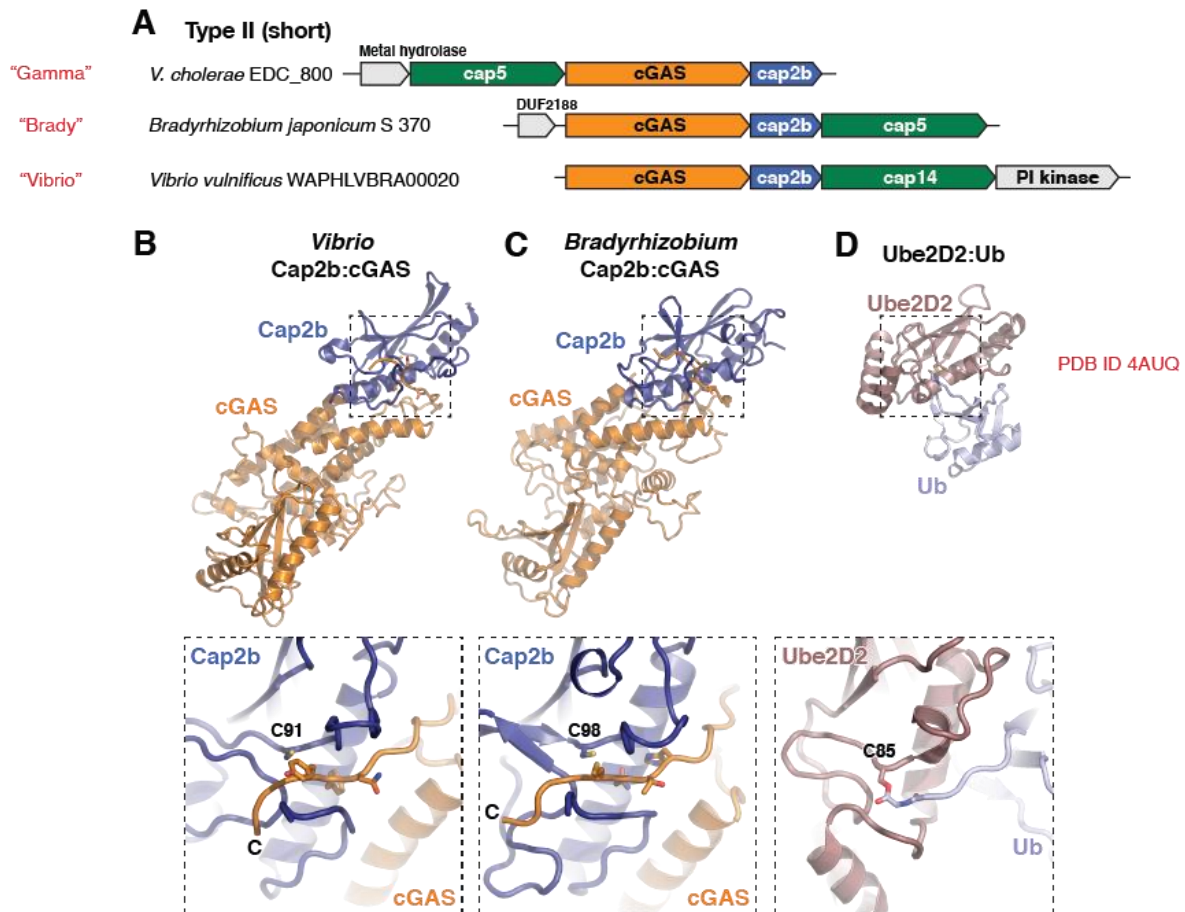 A Type II (short)
Metal hydrolase
“Gamma” V. cholerae EDC_800 cap5 cGAS cap2b
DUF2188
“Brady” Bradyrhizobium japonicum S 370 cGAS cap2b cap5
“Vibrio” Vibrio vulnificus WAPHLVBRA00020 cGAS cap2b cap14 PI kinase
B Vibrio
Cap2b:cGAS
Cap2b
cGAS
C Bradyrhizobium
Cap2b:cGAS
Cap2b
cGAS
D Ube2D2:Ub
Ube2D2
PDB ID 4AUQ
Ub
Cap2b
C91
C
cGAS
Cap2b
C98
C
cGAS
Ube2D2
C85
Ub